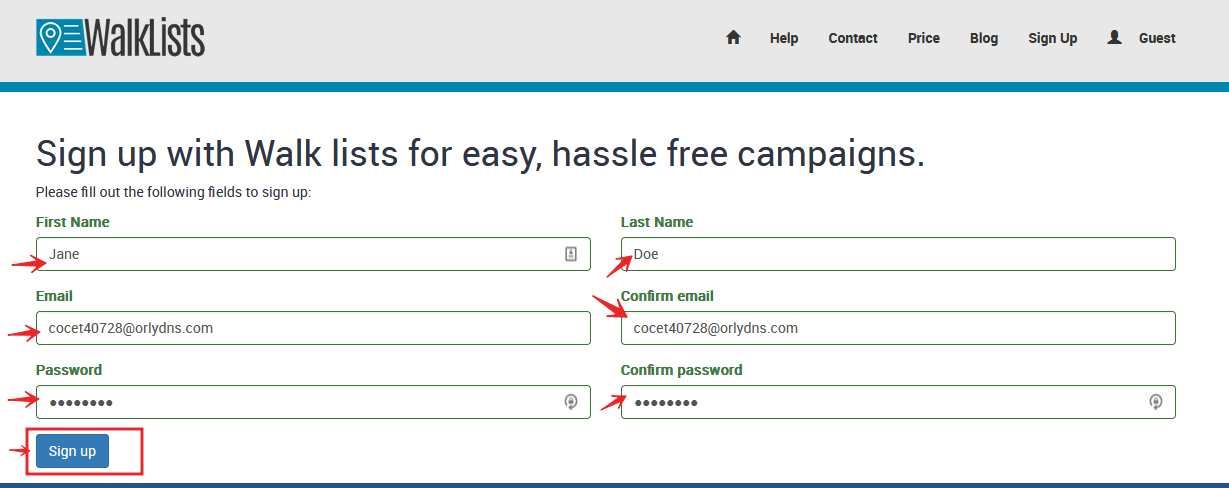 WalkLists
Help Contact Price Blog Sign Up Guest
Sign up with Walk lists for easy, hassle free campaigns.
Please fill out the following fields to sign up:
First Name Last Name
Jane Doe
Email Confirm email
cocet40728@orlydns.com cocet40728@orlydns.com
Password Confirm password
•••••••• ••••••••
Sign up